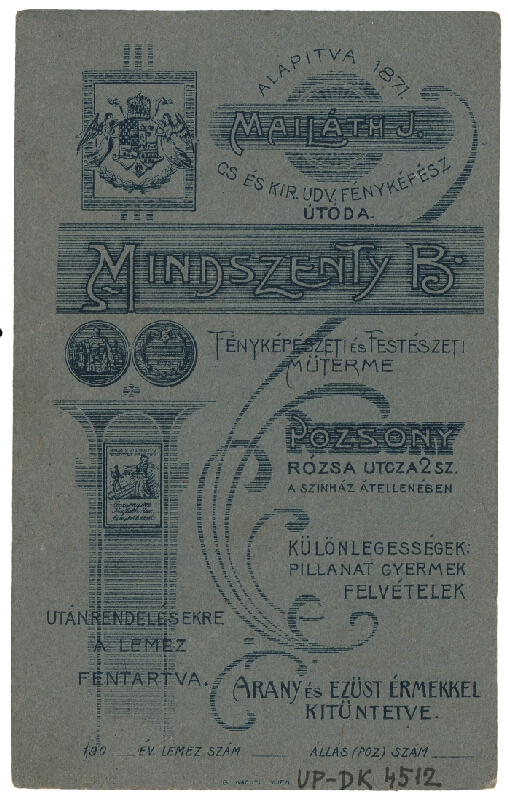 ALAPITVA 1871.
MAILÁTH J.
CS ÉS KIR. UDV. FÉNYKÉPÉSZ
ÚTÓDA.
MINDSZENTY B.
FÉNYKÉPÉSZETI ÉS FESTÉSZETI
MŰTERME
POZSONY
RÓZSA UTCZA 2 SZ.
A SZINHÁZ ÁTELLENÉBEN
KÜLÖNLEGESSÉGEK:
PILLANAT GYERMEK
FELVÉTELEK
UTÁNRENDELÉSEKRE
A LEMEZ
FENTARTVA.
ARANY ÉS EZÜST ÉRMEKKEL
KITÜNTETVE.
190 ÉV LEMEZ SZÁM ÁLLÁS (POZ) SZÁM
UP-DK 4512